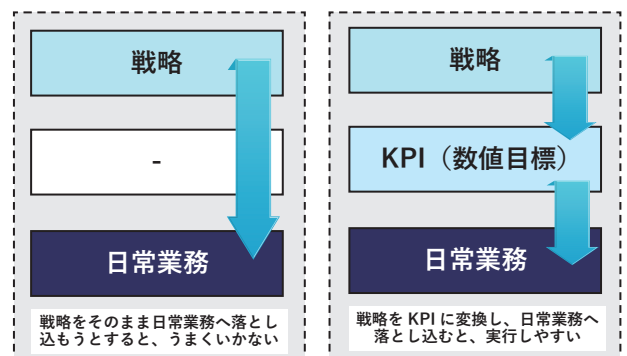 戦略
-
日常業務
戦略をそのまま日常業務へ落とし
込もうとすると、うまくいかない
戦略
KPI（数値目標）
日常業務
戦略を KPI に変換し、日常業務へ
落とし込むと、実行しやすい